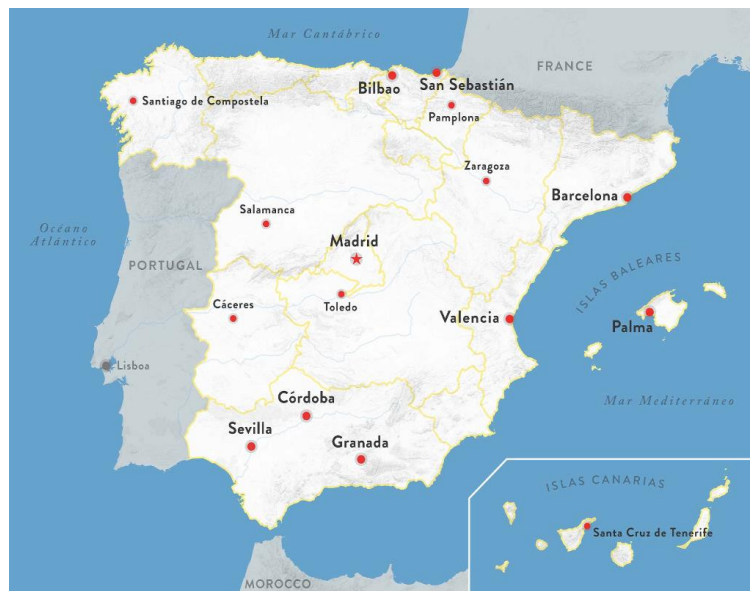 Mar Cantábrico
FRANCE
Bilbao
San Sebastián
Santiago de Compostela
Pamplona
Zaragoza
Barcelona
Salamanca
Océano
Atlántico
Madrid
PORTUGAL
ISLAS BALEARES
Cáceres
Toledo
Valencia
Palma
Lisboa
Mar Mediterráneo
Córdoba
Sevilla
Granada
ISLAS CANARIAS
Santa Cruz de Tenerife
MOROCCO